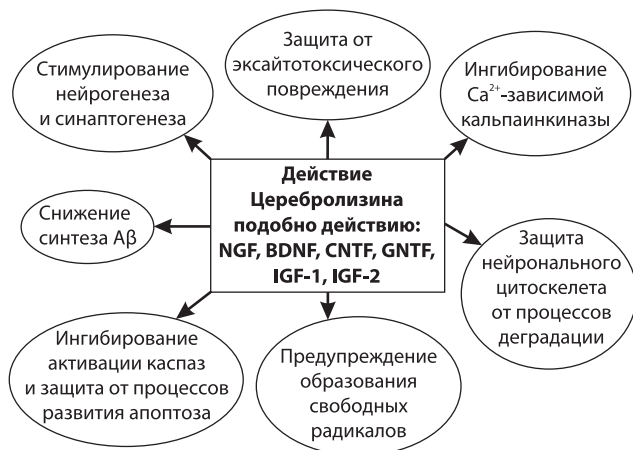 Стимулирование
нейрогенеза
и синаптогенеза
Защита от
эксайтотоксического
повреждения
Ингибирование
Ca²⁺-зависимой
кальпаинкиназы
Действие
Церебролизина
подобно действию:
NGF, BDNF, CNTF, GNTF,
IGF-1, IGF-2
Снижение
синтеза Aβ
Защита
нейронального
цитоскелета
от процессов
деградации
Ингибирование
активации каспаз
и защита от процессов
развития апоптоза
Предупреждение
образования
свободных
радикалов